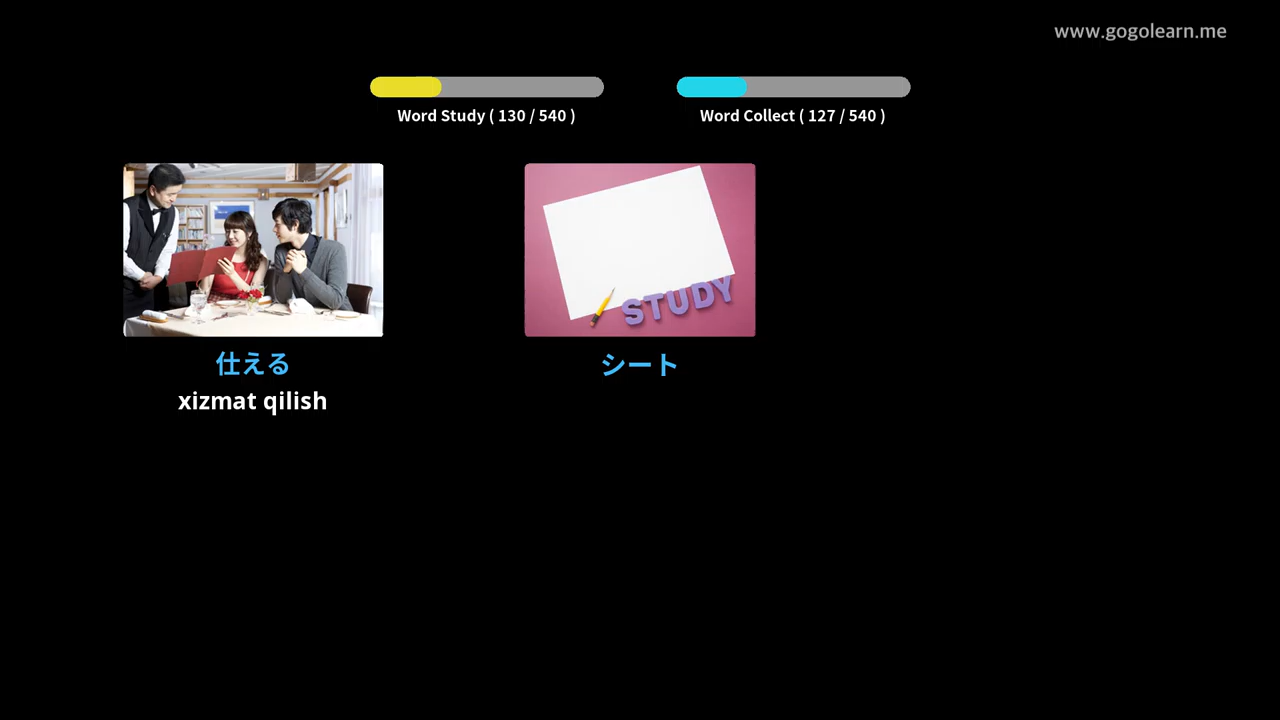 www.gogolearn.me
Word Study ( 130 / 540 )
Word Collect ( 127 / 540 )
STUDY
仕える
シート
xizmat qilish